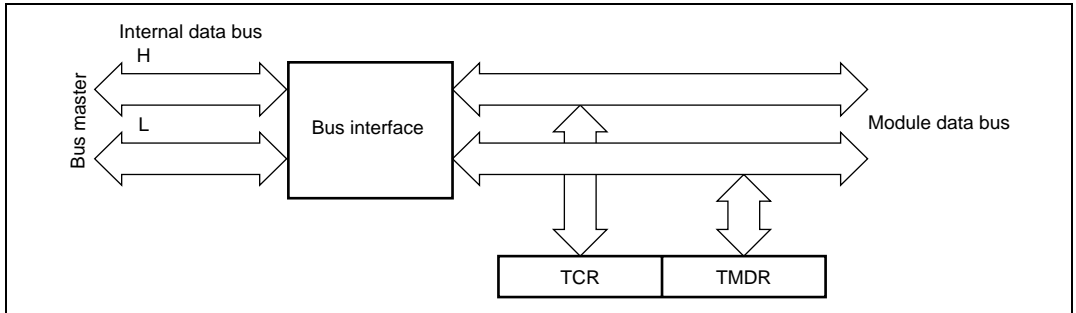 Internal data bus
H
Bus master
L
Bus interface
Module data bus
TCR
TMDR